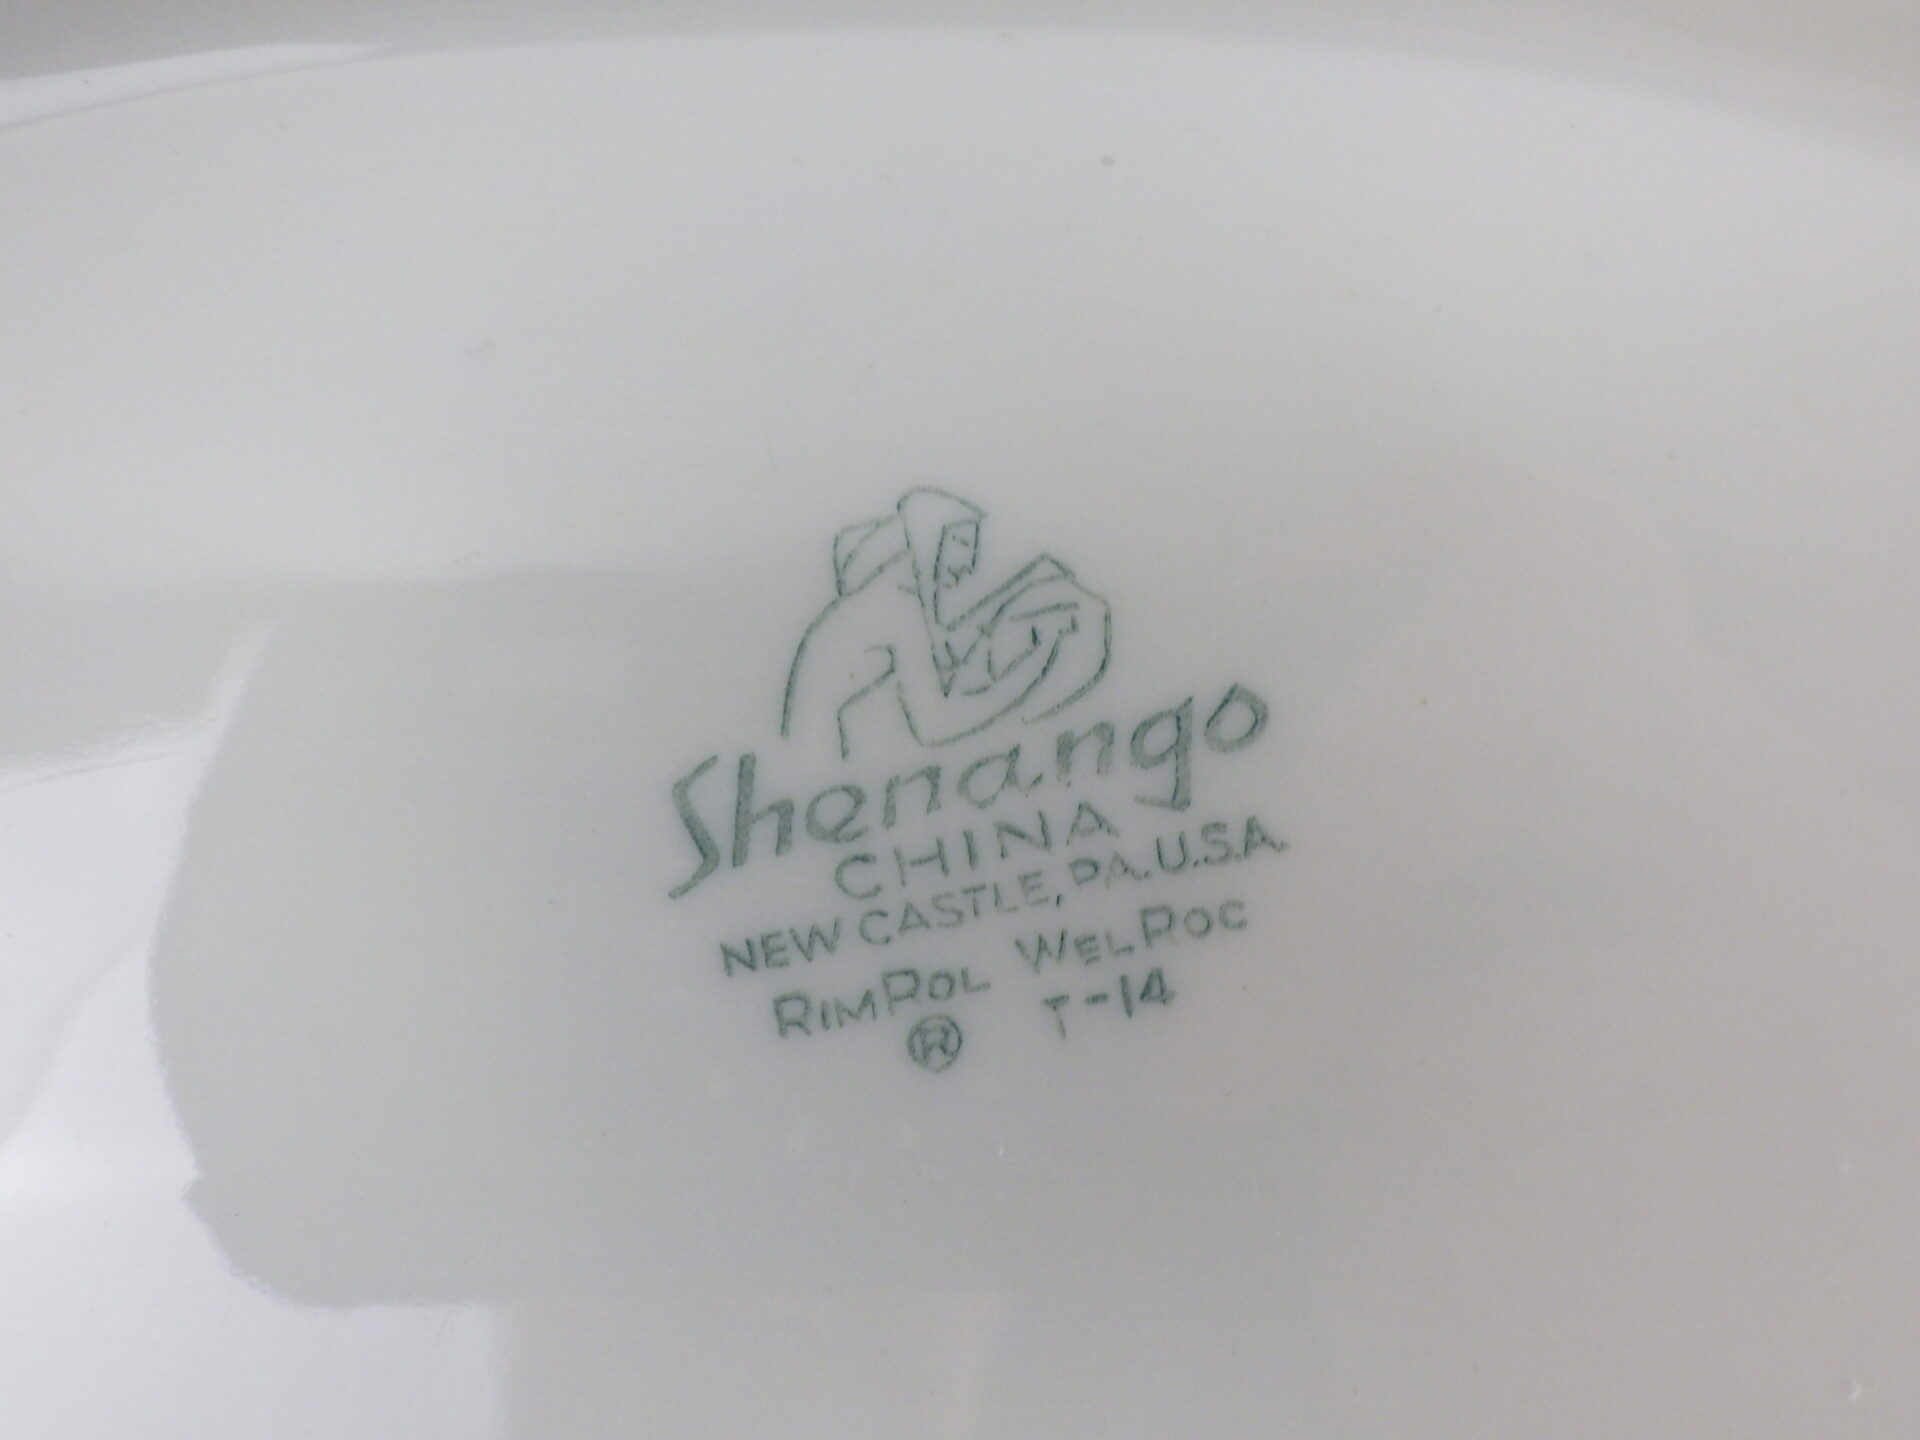 Shenango
CHINA
NEW CASTLE, PA. U.S.A.
RIMROL WELROC
® T-14